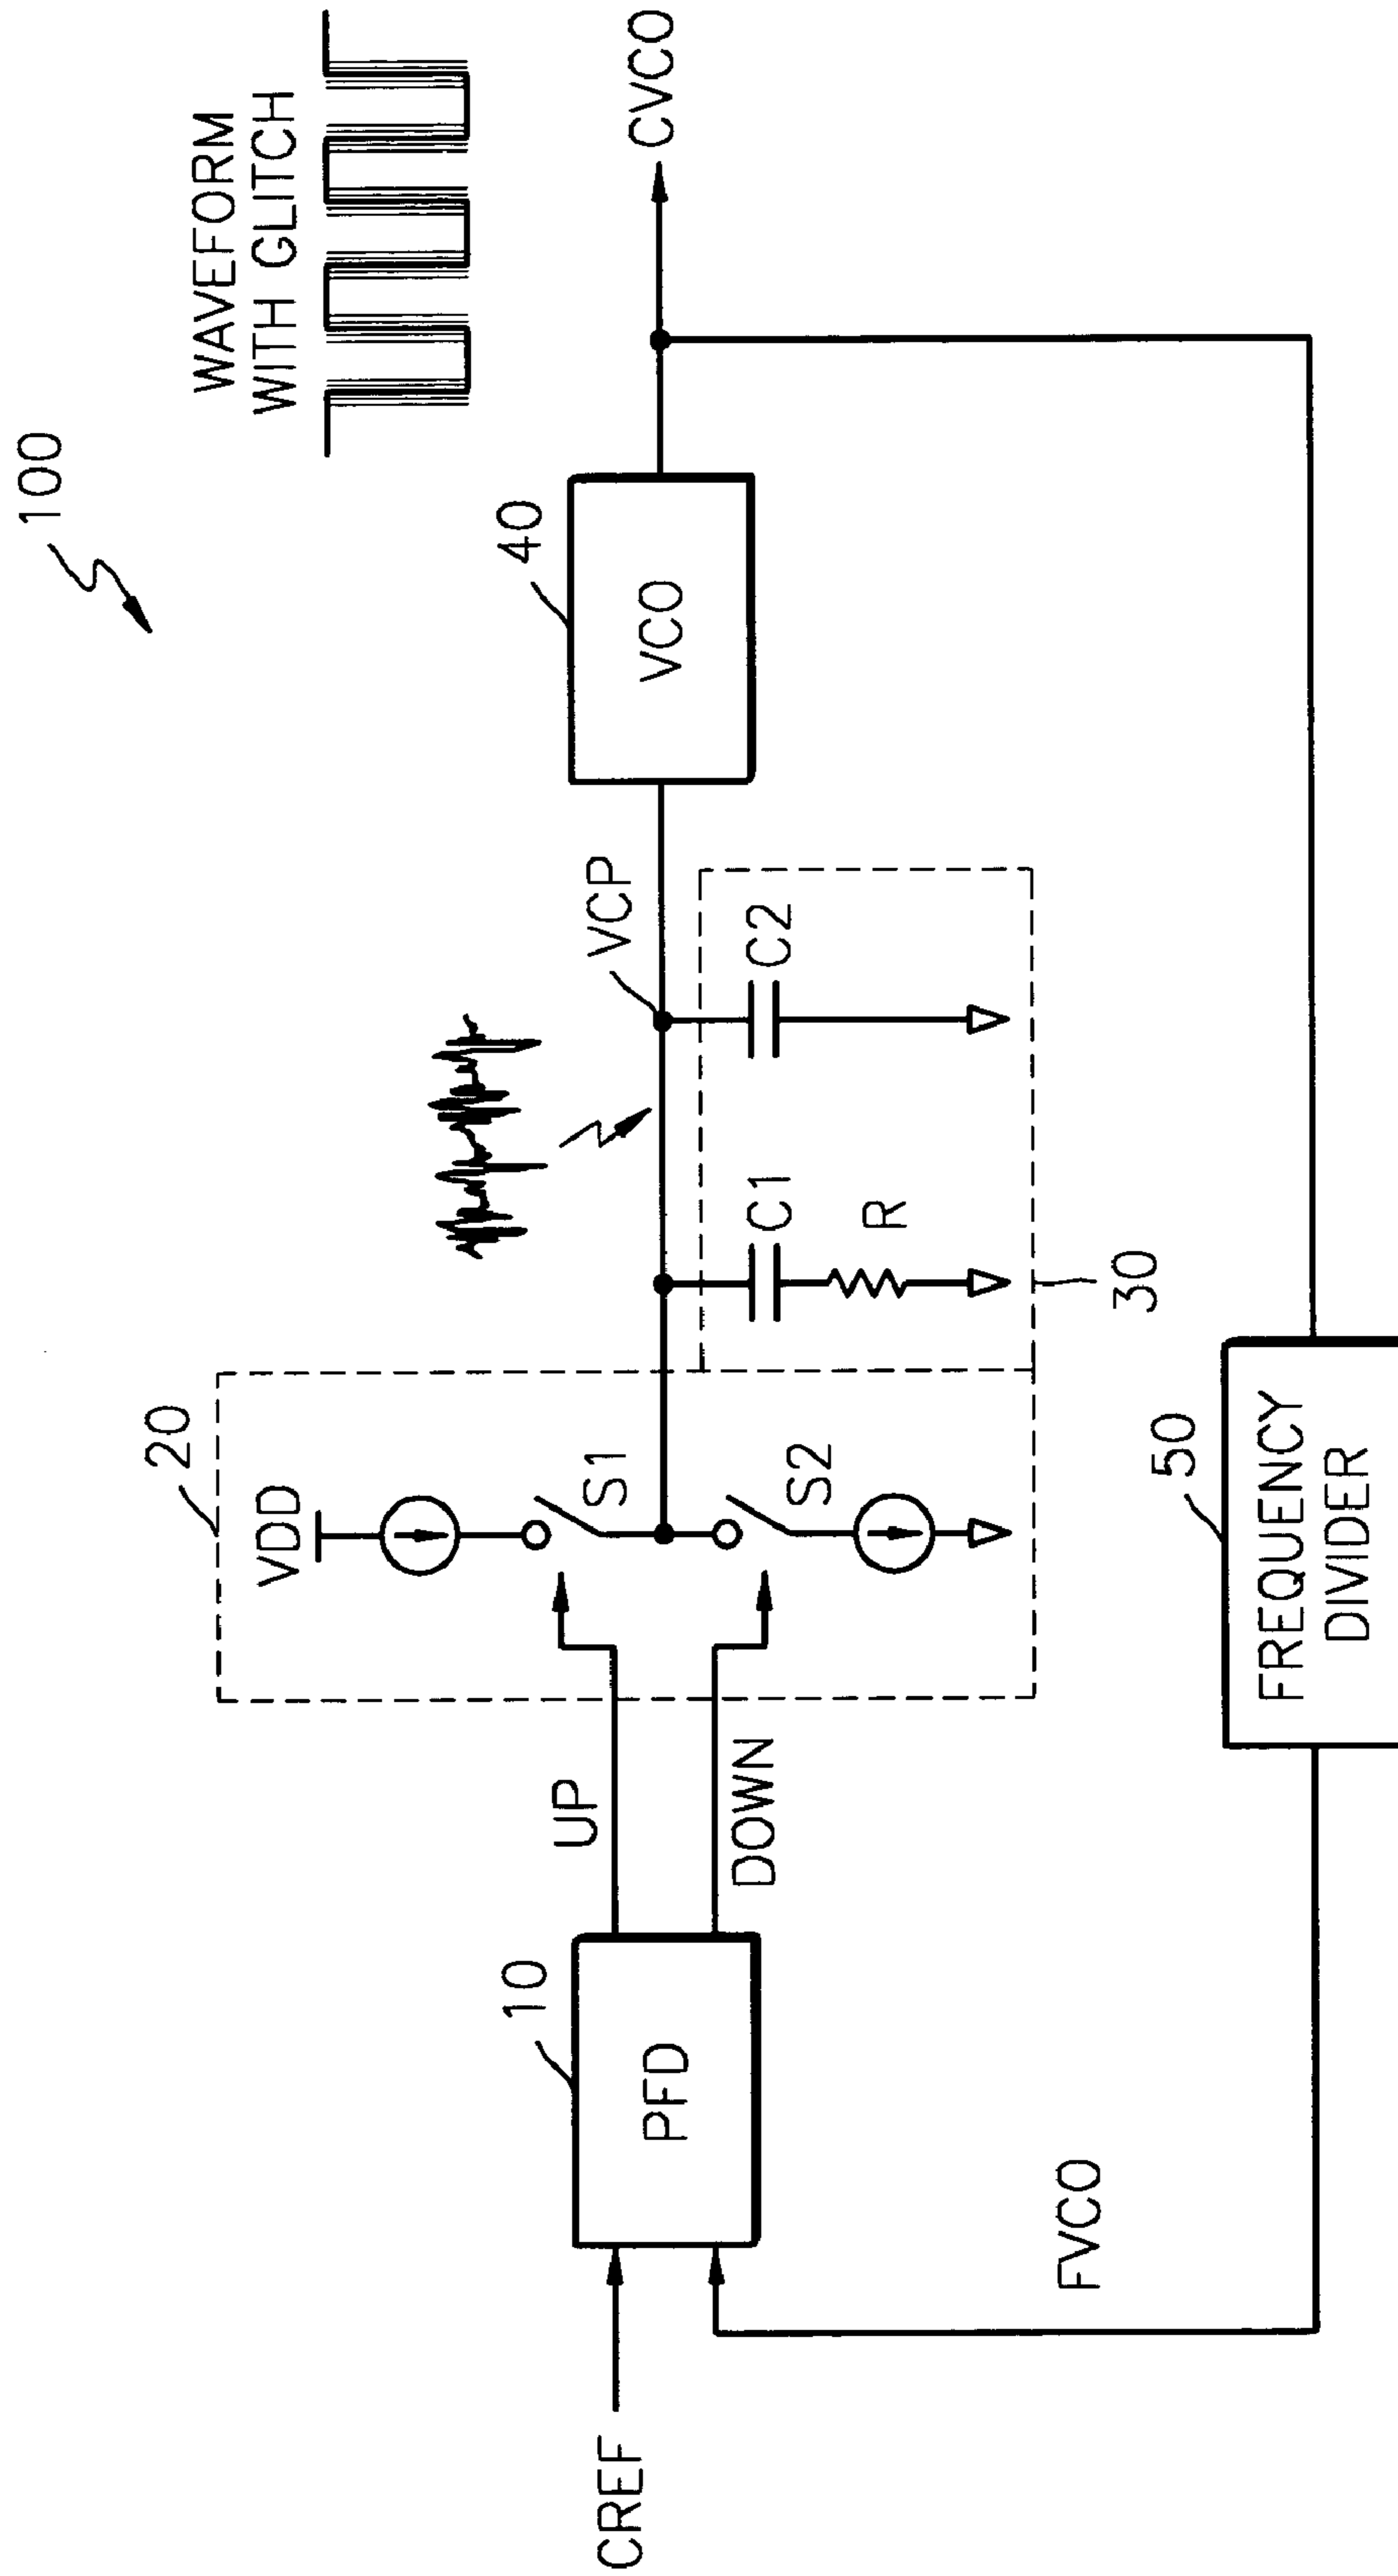 100
WAVEFORM
WITH GLITCH
20
VDD
S1
S2
UP
DOWN
10
PFD
CREF
FVCO
VCP
C1
R
C2
30
40
VCO
CVCO
50
FREQUENCY
DIVIDER